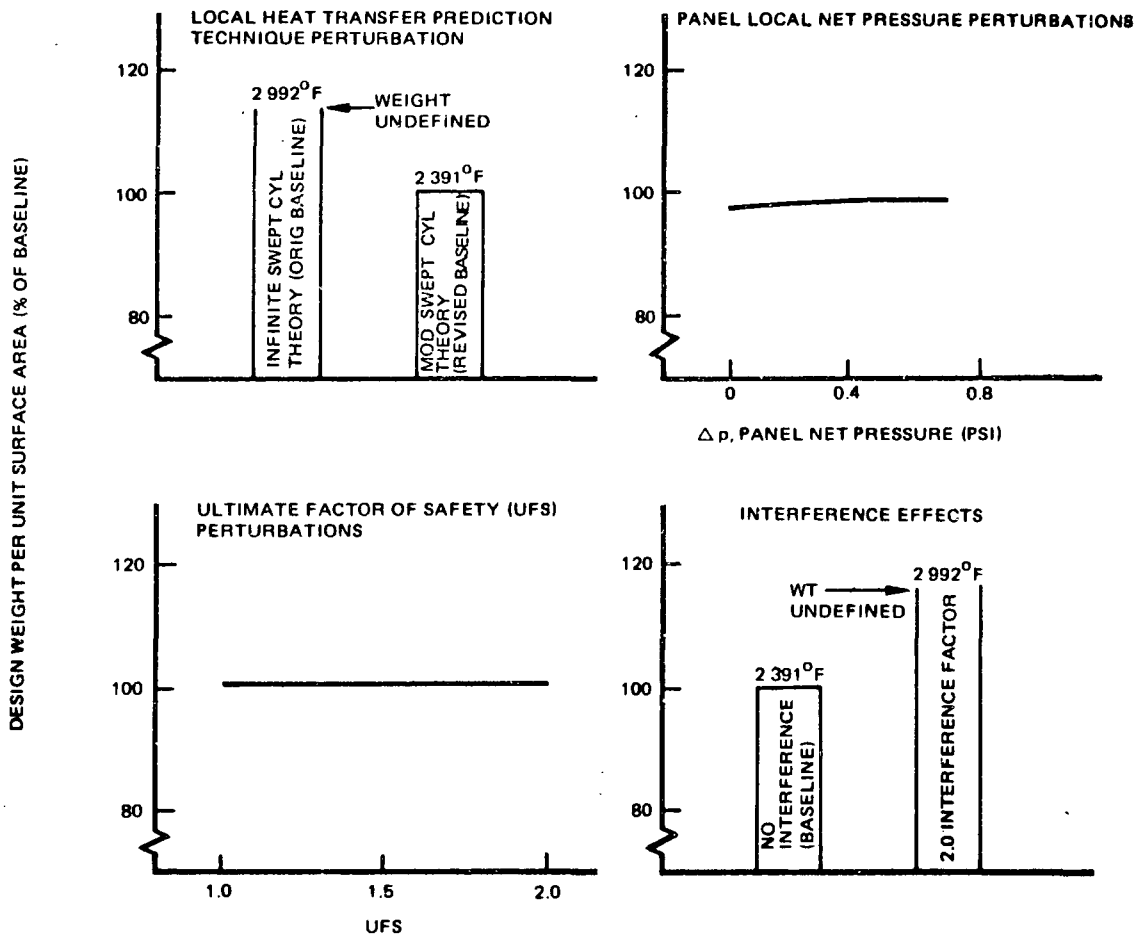 DESIGN WEIGHT PER UNIT SURFACE AREA (% OF BASELINE)
LOCAL HEAT TRANSFER PREDICTION
TECHNIQUE PERTURBATION
120
100
80
2 992°F
WEIGHT
UNDEFINED
INFINITE SWEPT CYL
THEORY (ORIG BASELINE)
2 391°F
MOD SWEPT CYL
THEORY
(REVISED BASELINE)
PANEL LOCAL NET PRESSURE PERTURBATIONS
120
100
80
0
0.4
0.8
△ p, PANEL NET PRESSURE (PSI)
ULTIMATE FACTOR OF SAFETY (UFS)
PERTURBATIONS
120
100
80
1.0
1.5
2.0
UFS
INTERFERENCE EFFECTS
120
100
80
2 391°F
NO
INTERFERENCE
(BASELINE)
WT
UNDEFINED
2 992°F
2.0 INTERFERENCE FACTOR